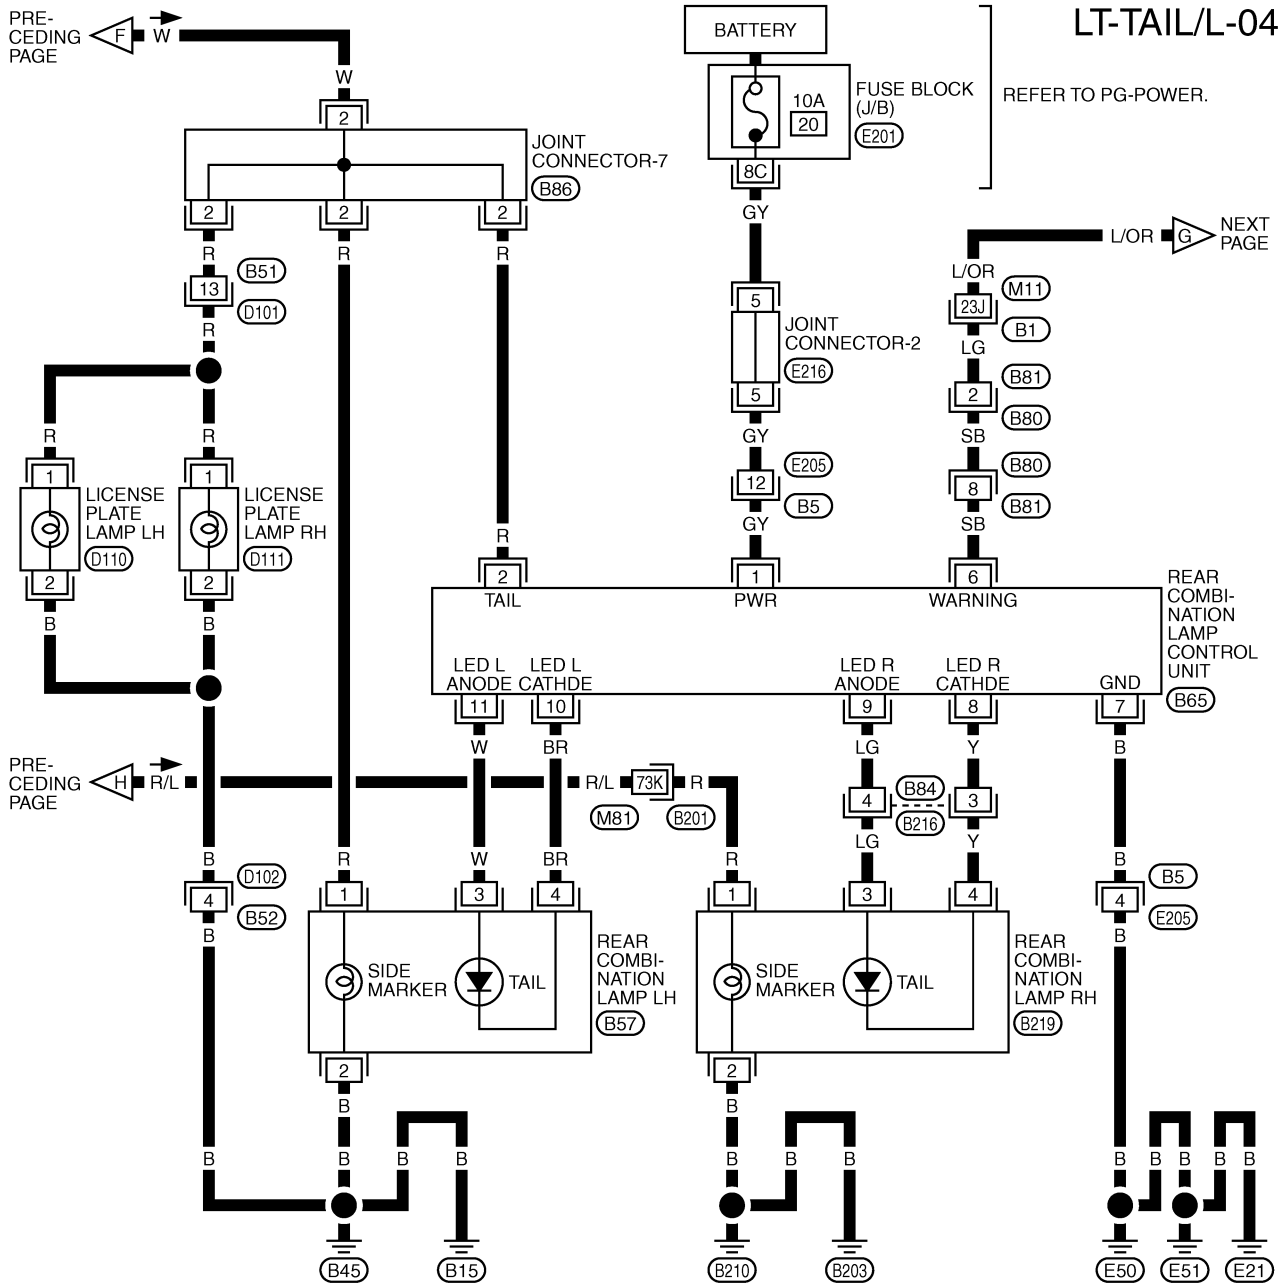 LT-TAIL/L-04
PRE-
CEDING
PAGE
F
W
W
2
JOINT
CONNECTOR-7
B86
2
2
2
R
R
R
BATTERY
10A
20
FUSE BLOCK
(J/B)
E201
REFER TO PG-POWER.
8C
GY
5
JOINT
CONNECTOR-2
E216
5
GY
E205
12
B5
GY
L/OR
G
NEXT
PAGE
L/OR
M11
23J
B1
LG
B81
2
B80
SB
B80
8
B81
SB
B51
13
D101
R
R
R
1
1
LICENSE
PLATE
LAMP LH
D110
LICENSE
PLATE
LAMP RH
D111
2
2
B
B
R
2
1
6
TAIL
PWR
WARNING
REAR
COMBI-
NATION
LAMP
CONTROL
UNIT
B65
LED L
ANODE
LED L
CATHDE
LED R
ANODE
LED R
CATHDE
GND
11
10
9
8
7
W
BR
LG
Y
B
PRE-
CEDING
PAGE
H
R/L
R/L
73K
R
M81
B201
B84
4
3
B216
LG
Y
B
R
W
BR
R
B
D102
4
B52
B
B5
4
E205
B
1
3
4
1
3
4
SIDE
MARKER
TAIL
REAR
COMBI-
NATION
LAMP LH
B57
SIDE
MARKER
TAIL
REAR
COMBI-
NATION
LAMP RH
B219
2
2
B
B
B
B
B
B
B
B
B
B
B
B
B
B
B45
B15
B210
B203
E50
E51
E21